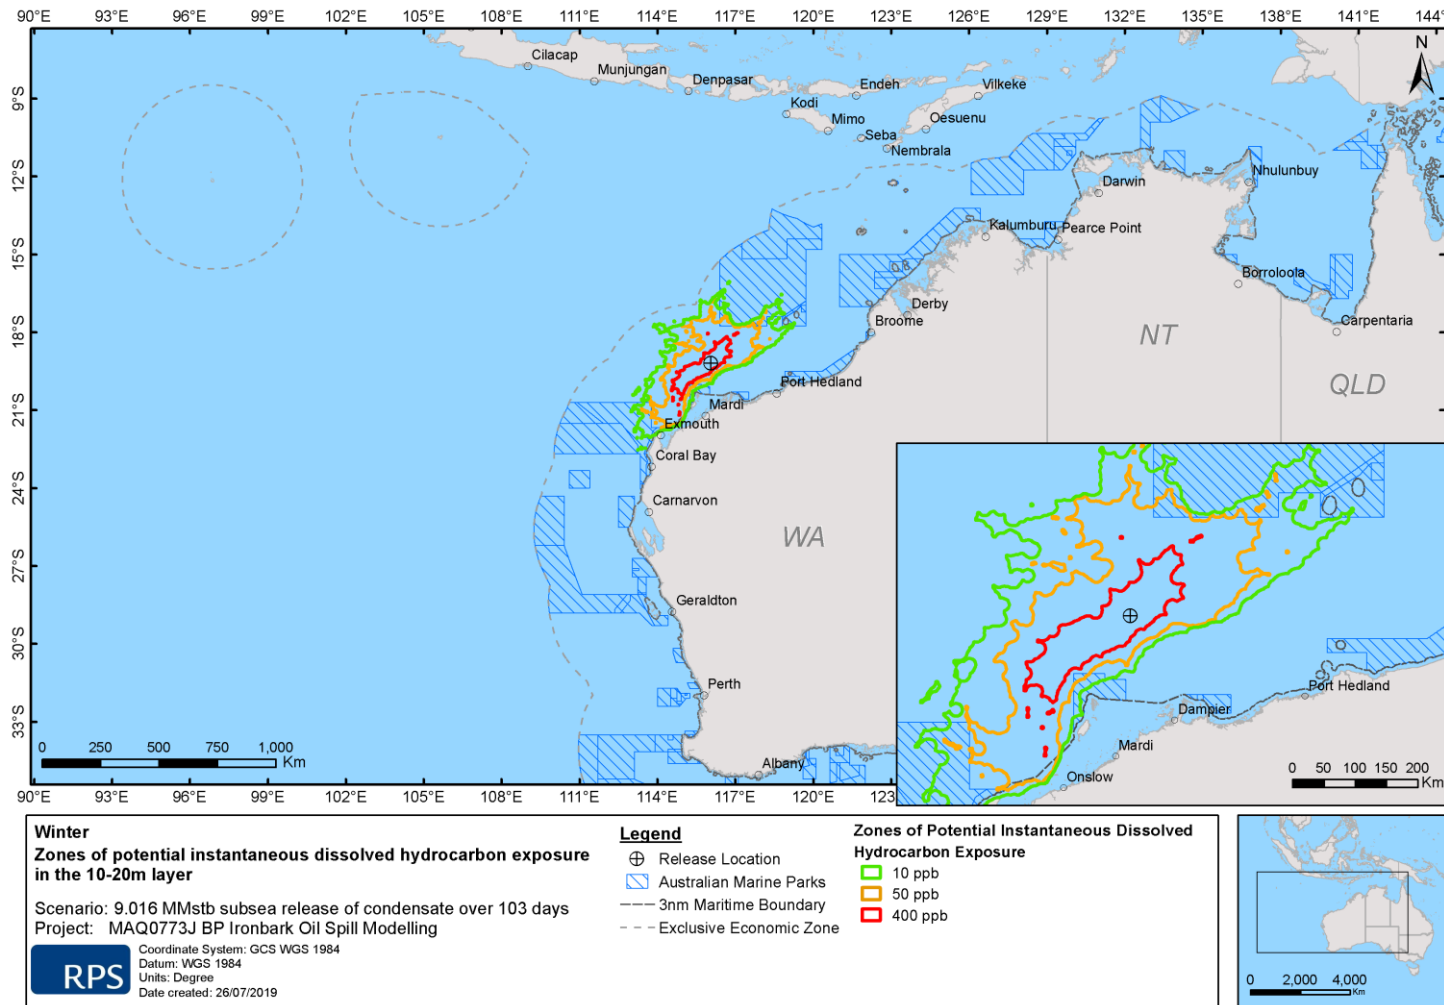 90°E 93°E 96°E 99°E 102°E 105°E 108°E 111°E 114°E 117°E 120°E 123°E 126°E 129°E 132°E 135°E 138°E 141°E 144°E
N
Cilacap
Munjungan
Denpasar
Endeh
Vilkeke
Kodi
Mimo
Oesuenu
Seba
Nembrala
9°S
12°S
15°S
18°S
21°S
24°S
27°S
30°S
33°S
Darwin
Nhulunbuy
Kalumburu
Pearce Point
Borroloola
Derby
Broome
Carpentaria
NT
QLD
Port Hedland
Mardi
Exmouth
Coral Bay
Carnarvon
WA
Geraldton
Perth
Albany
0 250 500 750 1,000
Km
90°E 93°E 96°E 99°E 102°E 105°E 108°E 111°E 114°E 117°E 120°E 123°E 126°E 129°E 132°E 135°E 138°E 141°E 144°E
Port Hedland
Dampier
Mardi
Onslow
0 50 100 150 200
Km
Winter
Zones of potential instantaneous dissolved hydrocarbon exposure
in the 10-20m layer
Scenario: 9.016 MMstb subsea release of condensate over 103 days
Project: MAQ0773J BP Ironbark Oil Spill Modelling
RPS
Coordinate System: GCS WGS 1984
Datum: WGS 1984
Units: Degree
Date created: 26/07/2019
Legend
Release Location
Australian Marine Parks
3nm Maritime Boundary
Exclusive Economic Zone
Zones of Potential Instantaneous Dissolved
Hydrocarbon Exposure
10 ppb
50 ppb
400 ppb
0 2,000 4,000
Km